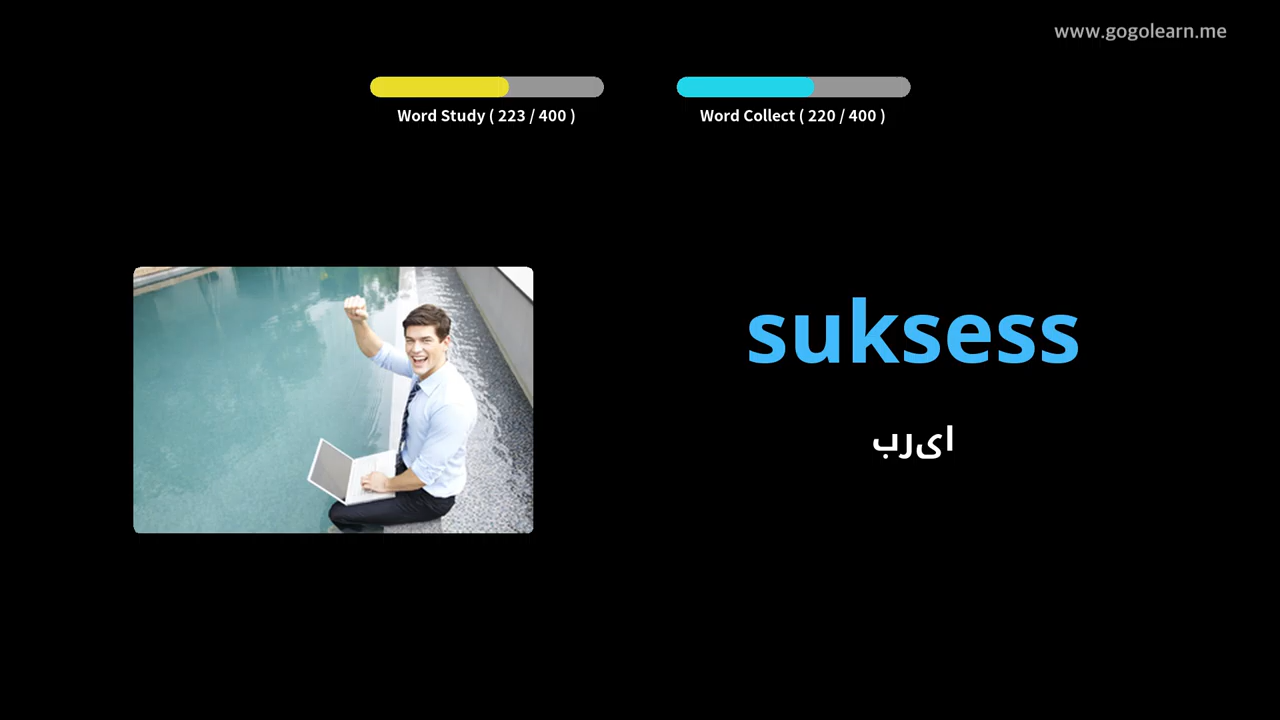 www.gogolearn.me
Word Study ( 223 / 400 )
Word Collect ( 220 / 400 )
suksess
ایرب